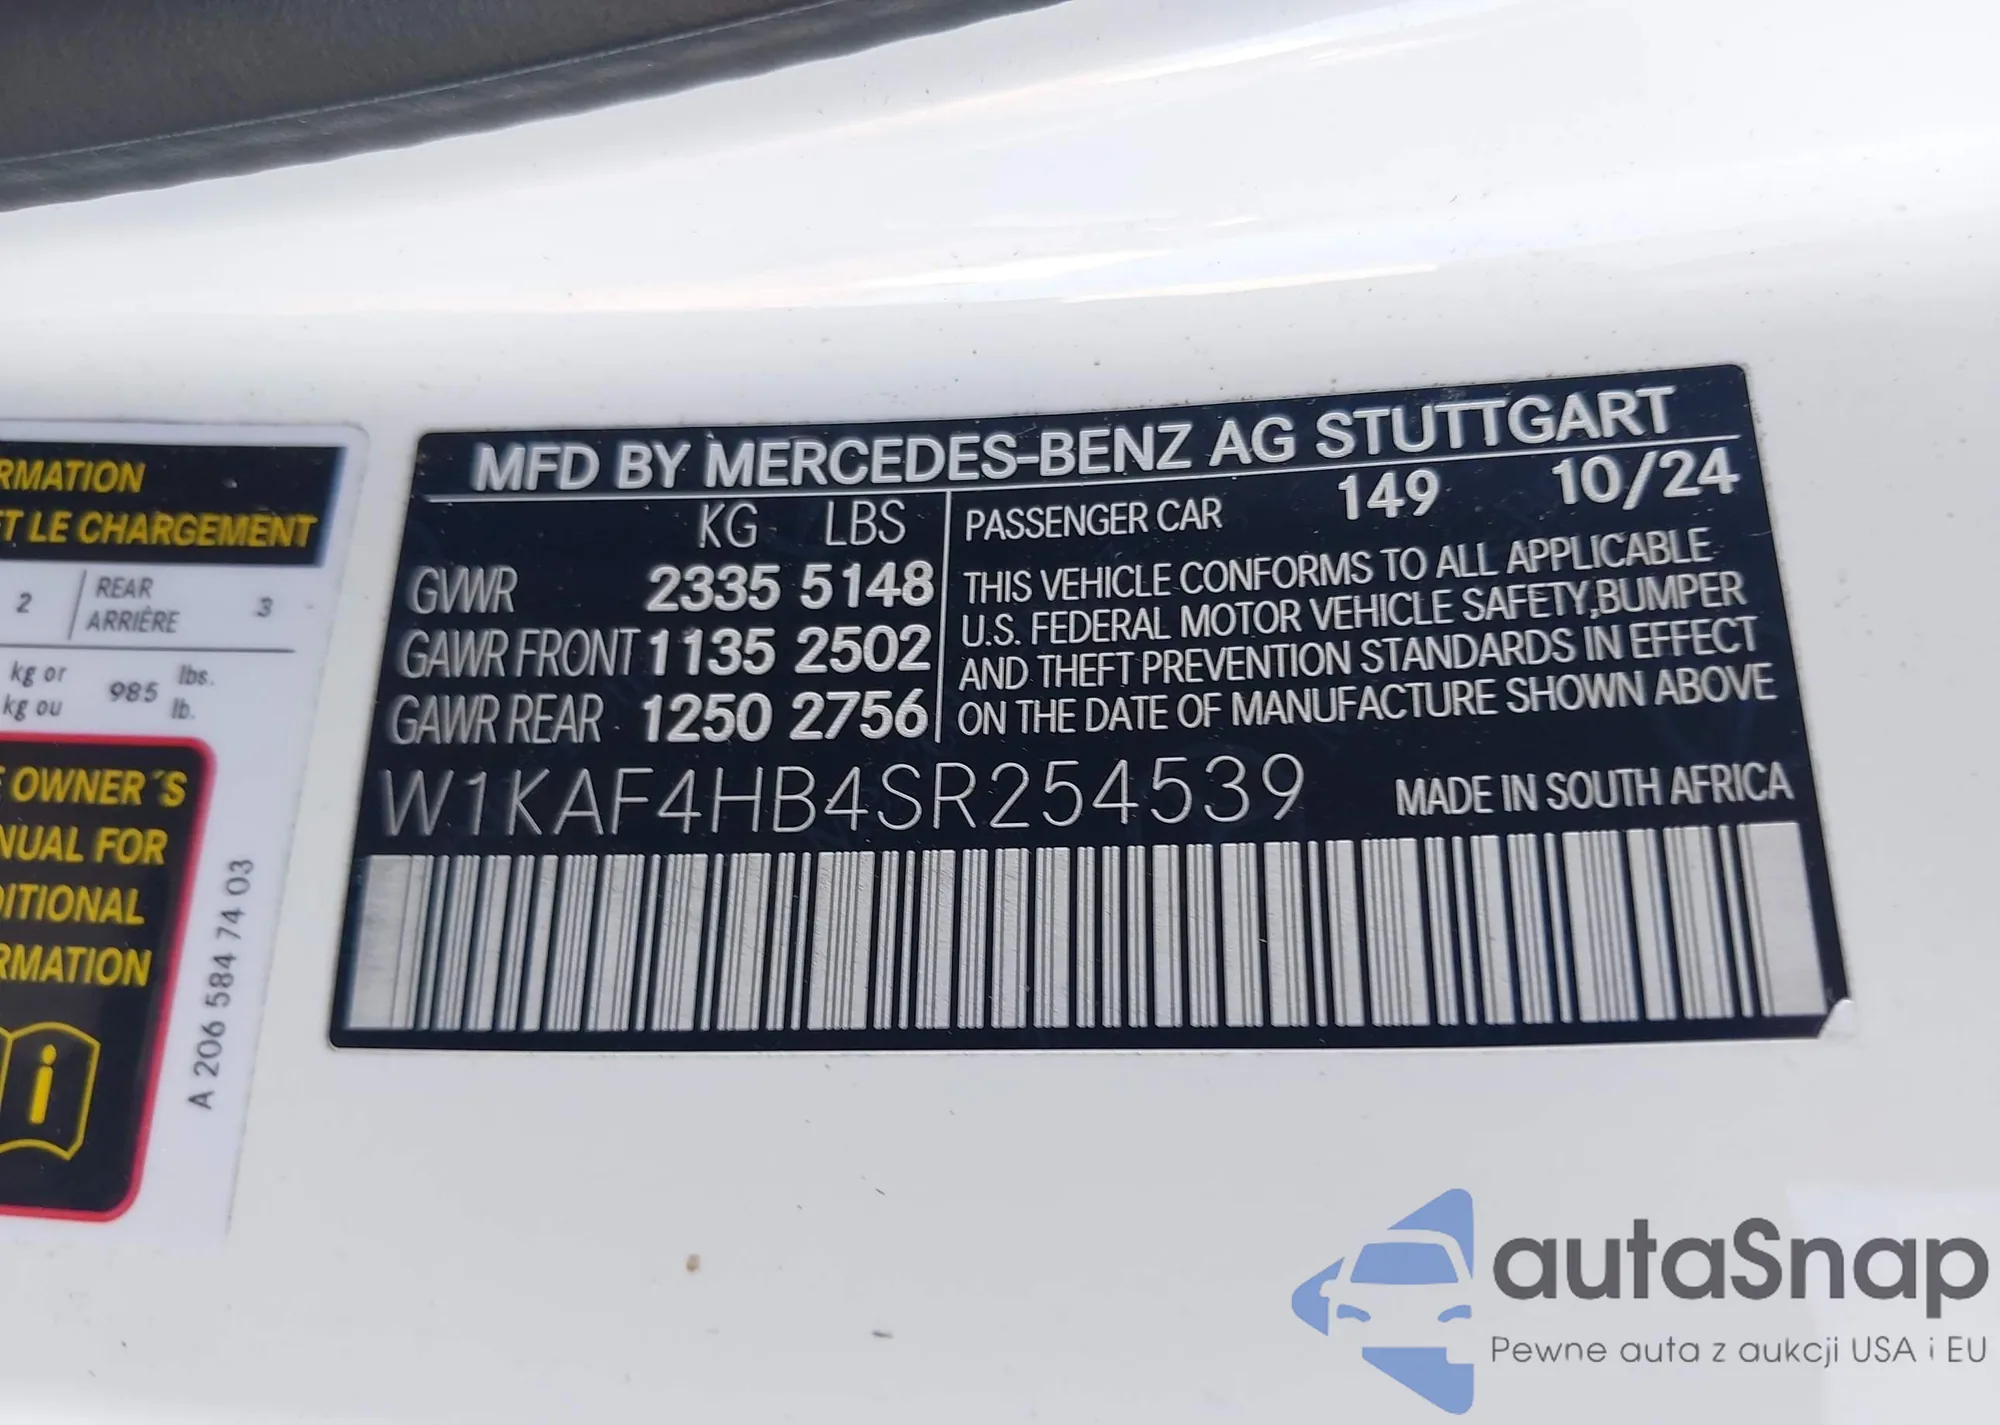 RMATION
ET LE CHARGEMENT
2 REAR ARRIÈRE 3
kg or
kg ou 985 lbs.
lb.
E OWNER´S
NUAL FOR
DITIONAL
RMATION
i
A 206 584 74 03
MFD BY MERCEDES-BENZ AG STUTTGART
KG LBS
GVWR 2335 5148
GAWR FRONT 1135 2502
GAWR REAR 1250 2756
PASSENGER CAR 149 10/24
THIS VEHICLE CONFORMS TO ALL APPLICABLE
U.S. FEDERAL MOTOR VEHICLE SAFETY,BUMPER
AND THEFT PREVENTION STANDARDS IN EFFECT
ON THE DATE OF MANUFACTURE SHOWN ABOVE
W1KAF4HB4SR254539
MADE IN SOUTH AFRICA
autaSnap
Pewne auta z aukcji USA i EU